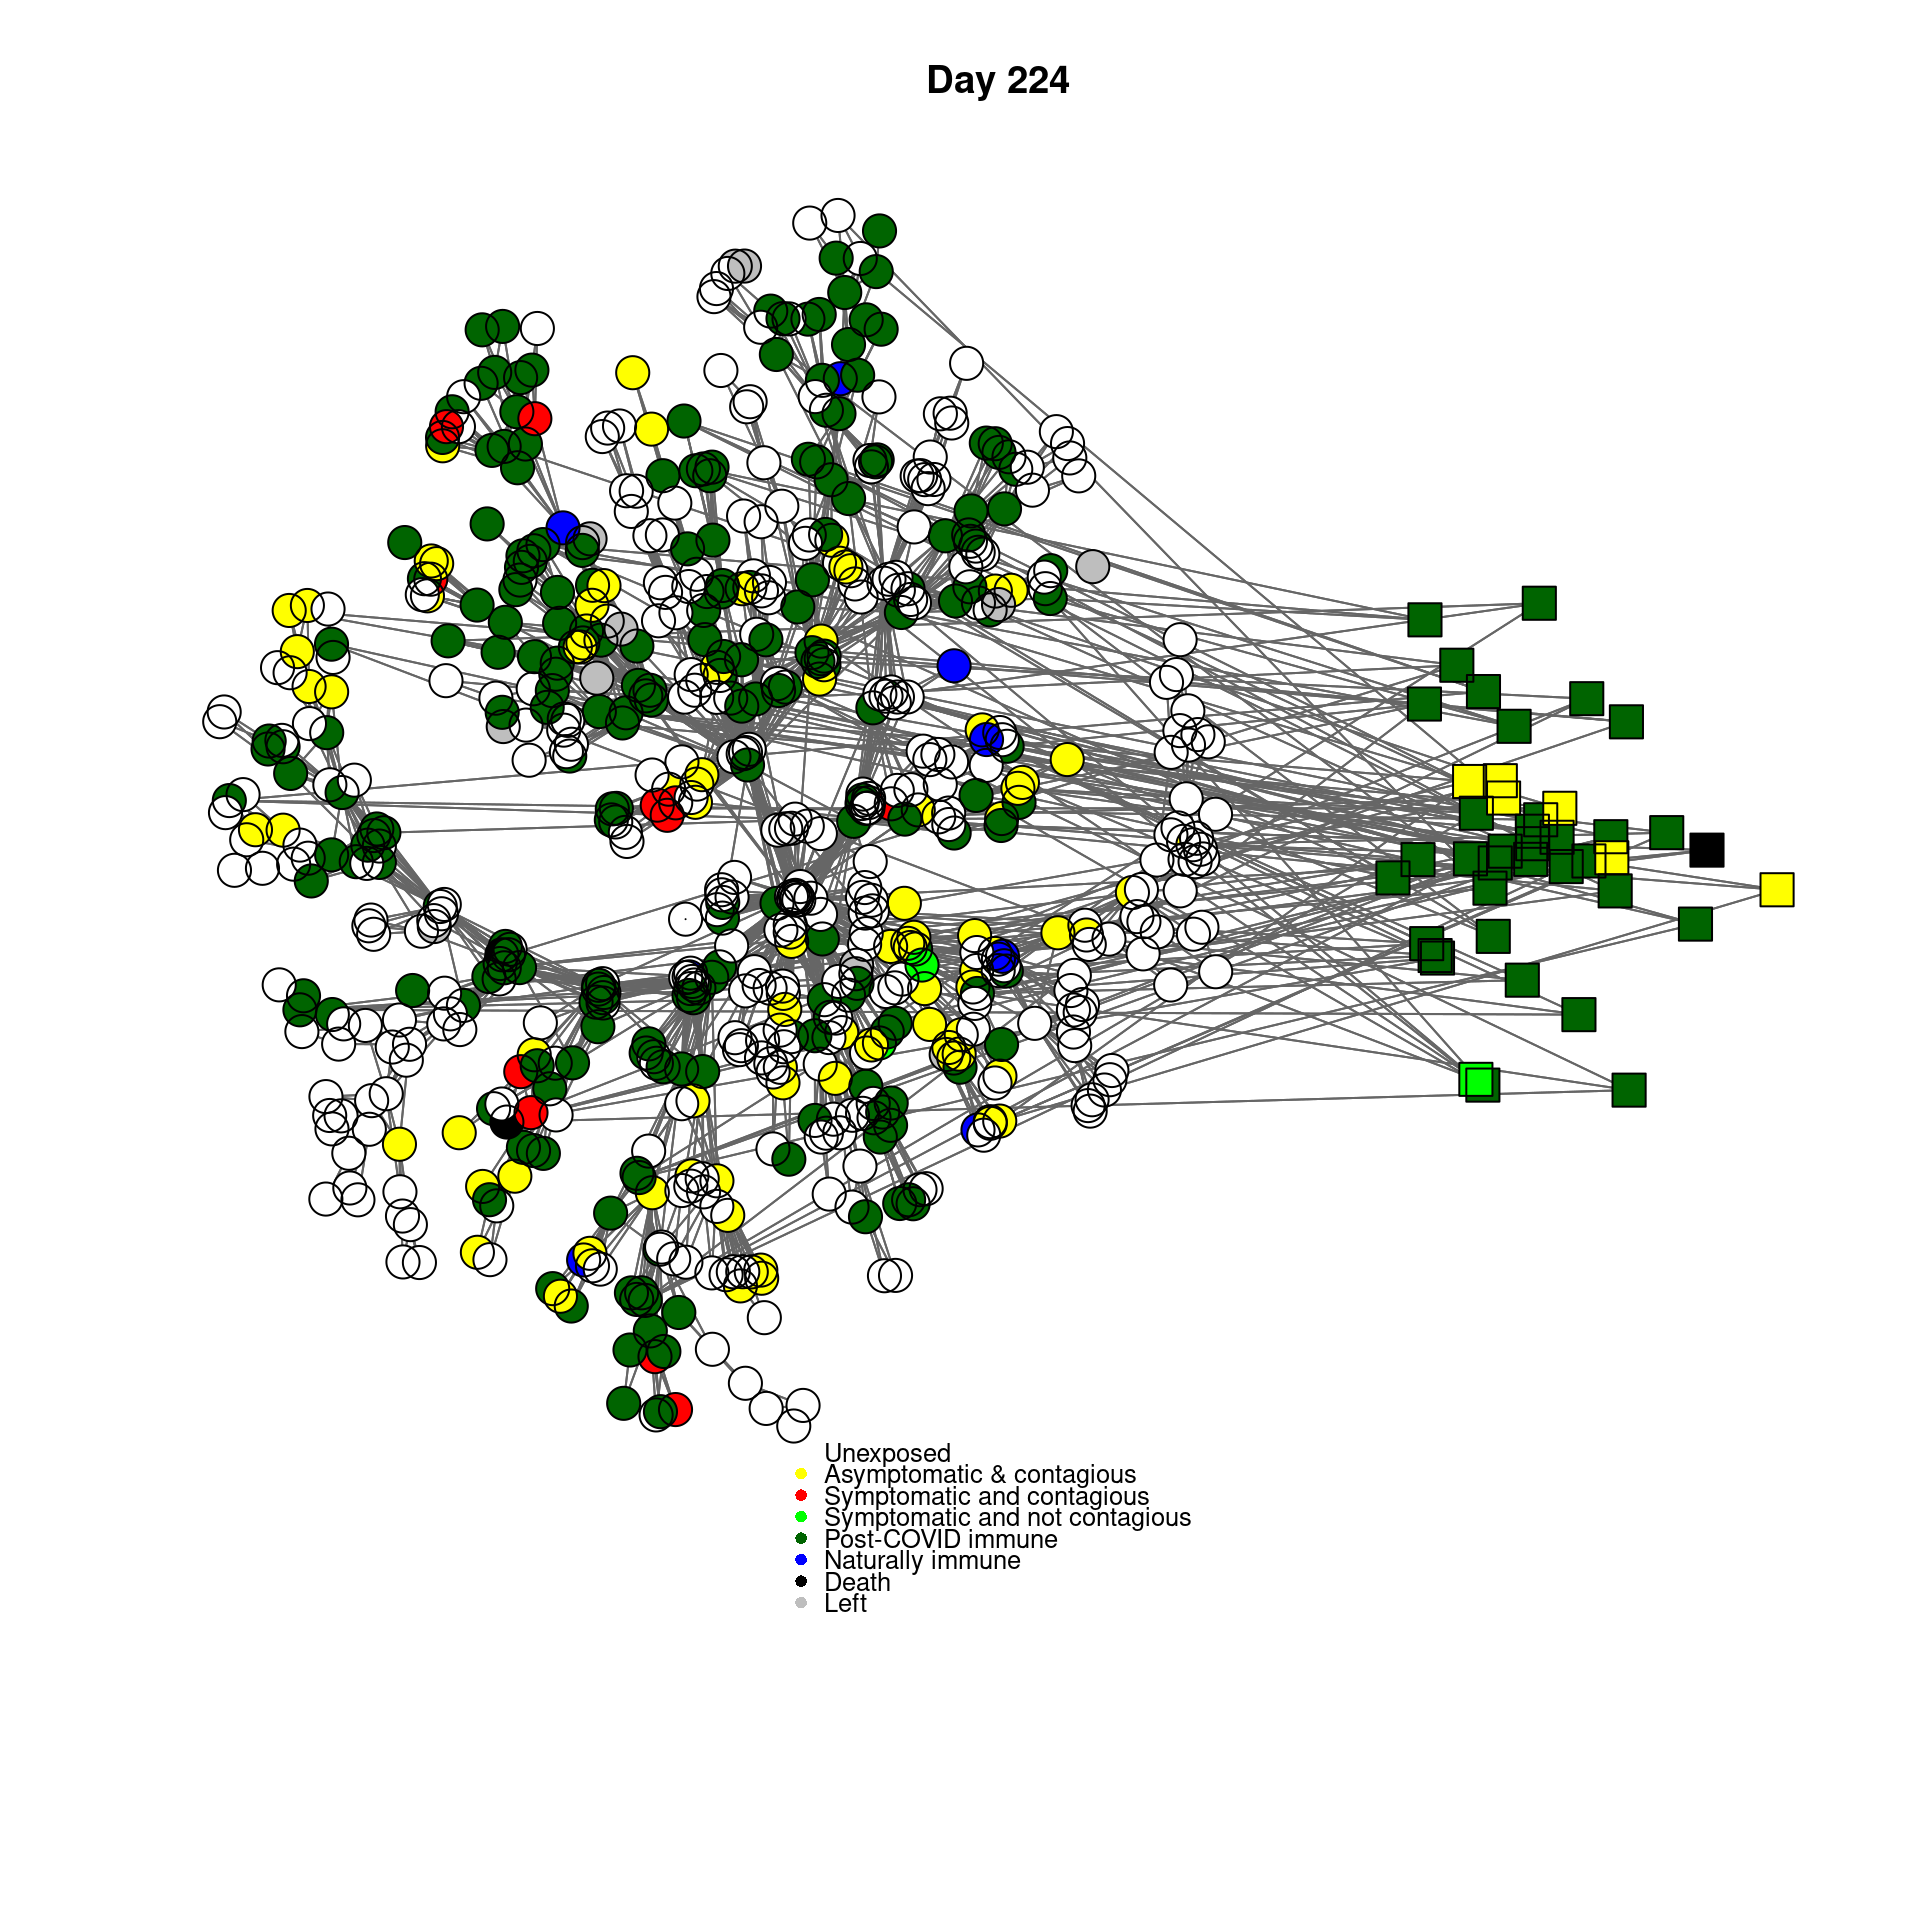 Day 224
Unexposed
Asymptomatic & contagious
Symptomatic and contagious
Symptomatic and not contagious
Post-COVID immune
Naturally immune
Death
Left